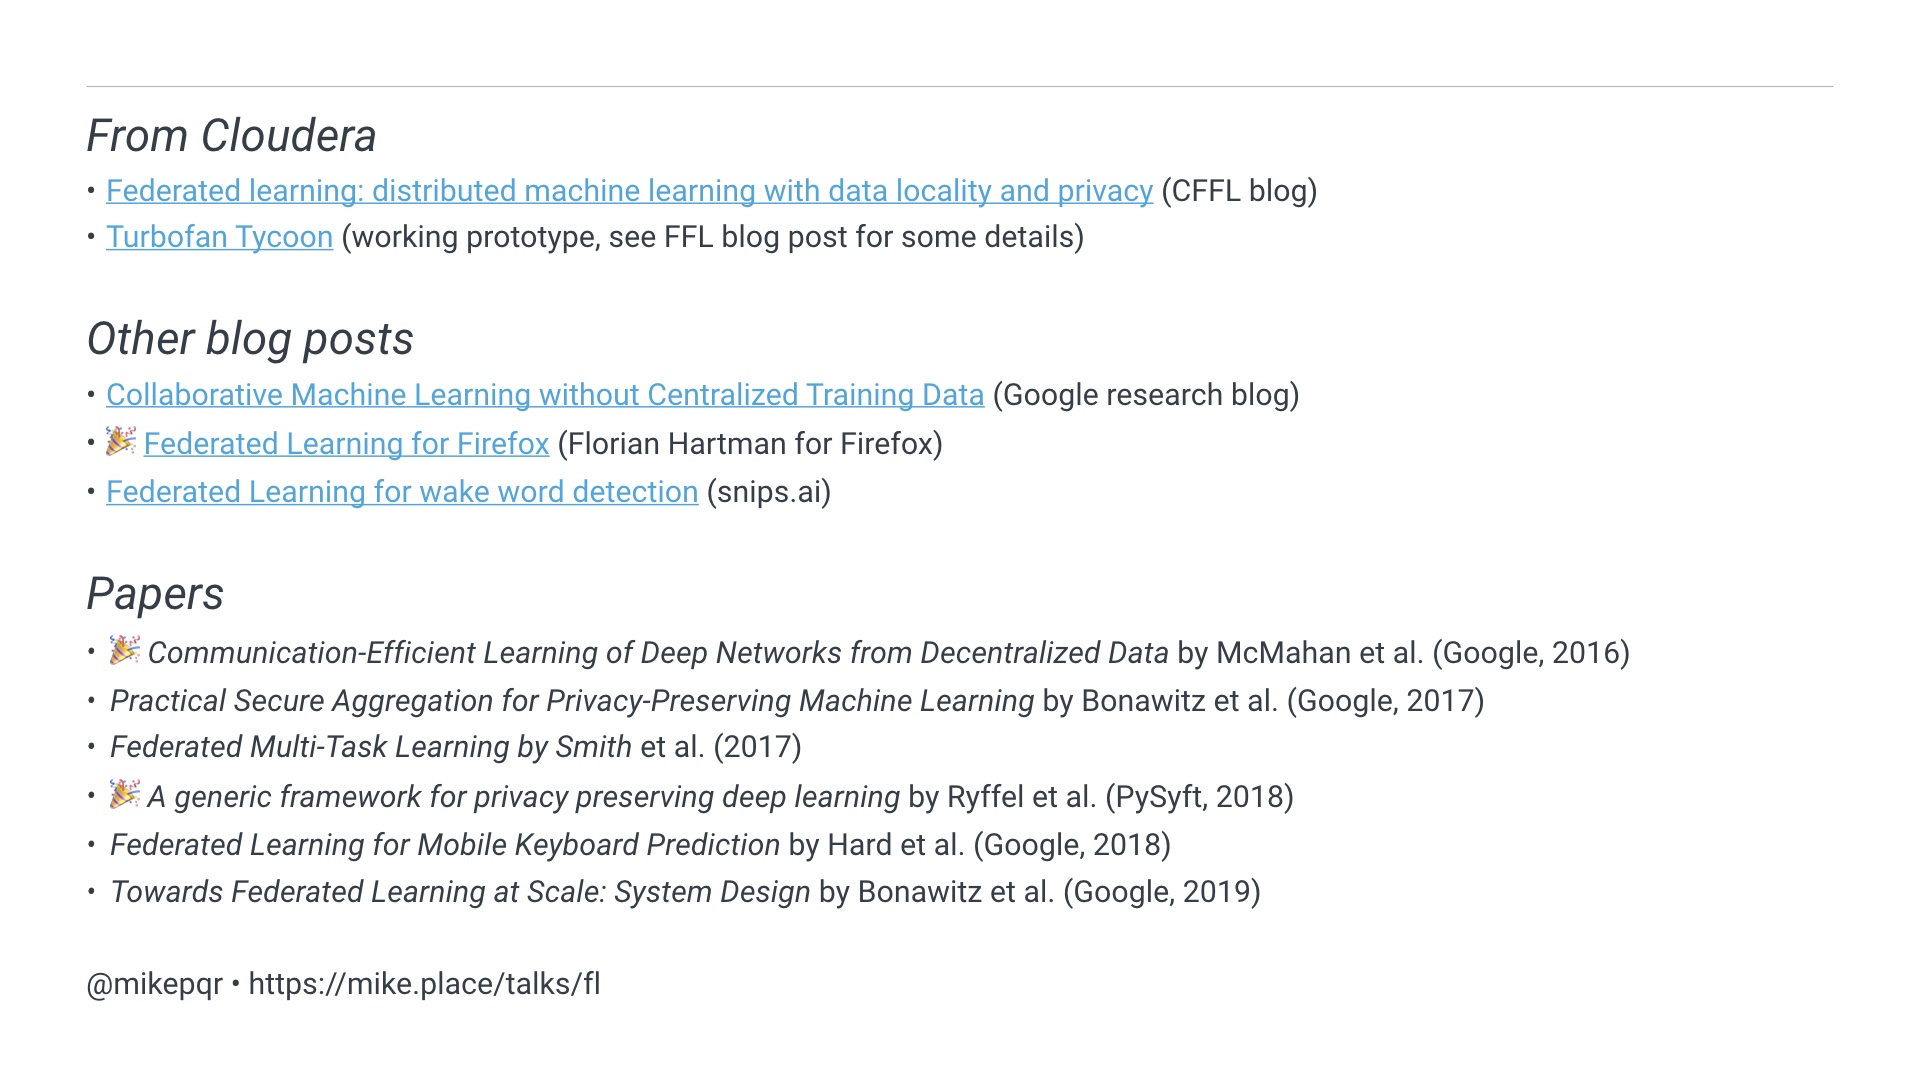 From Cloudera
• Federated learning: distributed machine learning with data locality and privacy (CFFL blog)
• Turbofan Tycoon (working prototype, see FFL blog post for some details)
Other blog posts
• Collaborative Machine Learning without Centralized Training Data (Google research blog)
• 🎉 Federated Learning for Firefox (Florian Hartman for Firefox)
• Federated Learning for wake word detection (snips.ai)
Papers
• 🎉 Communication-Efficient Learning of Deep Networks from Decentralized Data by McMahan et al. (Google, 2016)
• Practical Secure Aggregation for Privacy-Preserving Machine Learning by Bonawitz et al. (Google, 2017)
• Federated Multi-Task Learning by Smith et al. (2017)
• 🎉 A generic framework for privacy preserving deep learning by Ryffel et al. (PySyft, 2018)
• Federated Learning for Mobile Keyboard Prediction by Hard et al. (Google, 2018)
• Towards Federated Learning at Scale: System Design by Bonawitz et al. (Google, 2019)
@mikepqr • https://mike.place/talks/fl